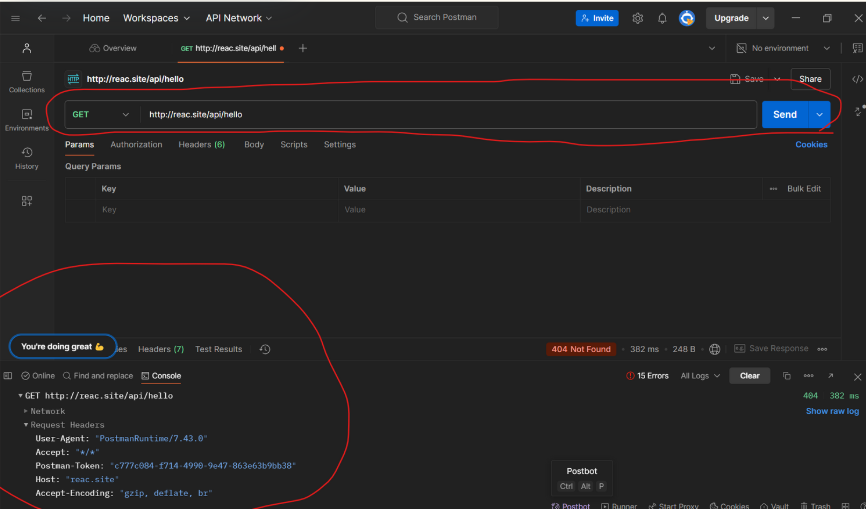 Home Workspaces API Network Search Postman Invite Upgrade
Overview GET http://reac.site/api/hell No environment
HTTP http://reac.site/api/hello Save Share
Collections
GET http://reac.site/api/hello Send
Environments
Params Authorization Headers (6) Body Scripts Settings Cookies
History
Query Params
Key Value Description Bulk Edit
Key Value Description
You're doing great 💪 Headers (7) Test Results 404 Not Found 382 ms 248 B Save Response
Online Find and replace Console 15 Errors All Logs Clear
GET http://reac.site/api/hello 404 382 ms
Network Show raw log
Request Headers
User-Agent: "PostmanRuntime/7.43.0"
Accept: "*/*"
Postman-Token: "c777c084-f714-4990-9e47-863e63b9bb38"
Host: "reac.site"
Accept-Encoding: "gzip, deflate, br"
Postbot
Ctrl Alt P
Postbot Runner Start Proxy Cookies Vault Trash